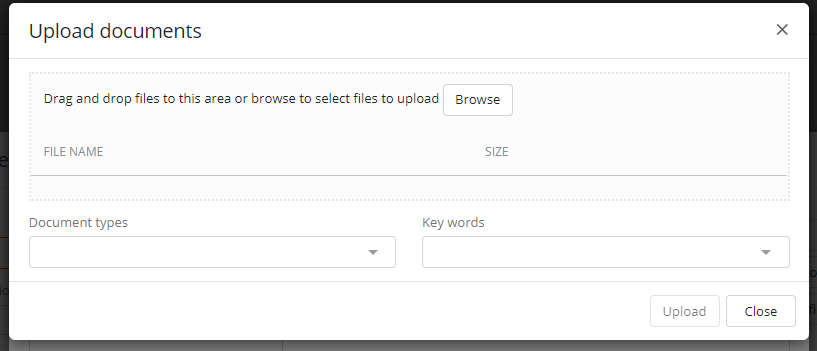 Upload documents
Drag and drop files to this area or browse to select files to upload Browse
FILE NAME SIZE
Document types Key words
Upload Close